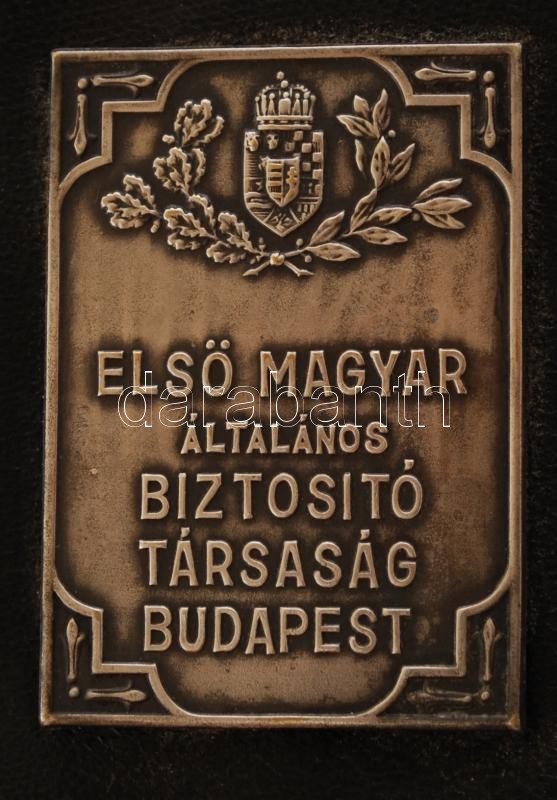 ELSÖ MAGYAR
darabanth
ÁLTALÁNOS
BIZTOSITÓ
TÁRSASÁG
BUDAPEST